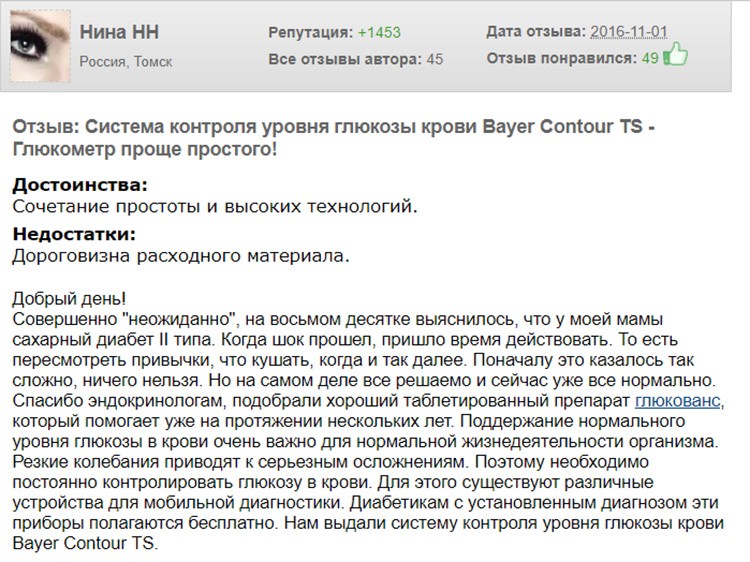 Нина НН
Россия, Томск
Репутация: +1453
Все отзывы автора: 45
Дата отзыва: 2016-11-01
Отзыв понравился: 49
Отзыв: Система контроля уровня глюкозы крови Bayer Contour TS -
Глюкометр проще простого!
Достоинства:
Сочетание простоты и высоких технологий.
Недостатки:
Дороговизна расходного материала.
Добрый день!
Совершенно "неожиданно", на восьмом десятке выяснилось, что у моей мамы
сахарный диабет II типа. Когда шок прошел, пришло время действовать. То есть
пересмотреть привычки, что кушать, когда и так далее. Поначалу это казалось так
сложно, ничего нельзя. Но на самом деле все решаемо и сейчас уже все нормально.
Спасибо эндокринологам, подобрали хороший таблетированный препарат глюкованс,
который помогает уже на протяжении нескольких лет. Поддержание нормального
уровня глюкозы в крови очень важно для нормальной жизнедеятельности организма.
Резкие колебания приводят к серьезным осложнениям. Поэтому необходимо
постоянно контролировать глюкозу в крови. Для этого существуют различные
устройства для мобильной диагностики. Диабетикам с установленным диагнозом эти
приборы полагаются бесплатно. Нам выдали систему контроля уровня глюкозы крови
Bayer Contour TS.